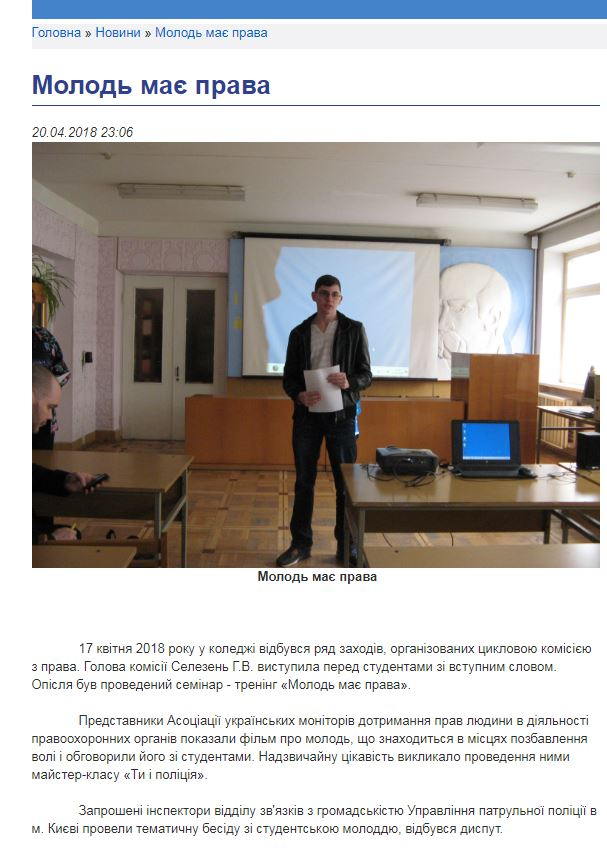 Головна » Новини » Молодь має права
Молодь має права
20.04.2018 23:06
Молодь має права
17 квітня 2018 року у коледжі відбувся ряд заходів, організованих цикловою комісією
з права. Голова комісії Селезень Г.В. виступила перед студентами зі вступним словом.
Опісля був проведений семінар - тренінг «Молодь має права».
Представники Асоціації українських моніторів дотримання прав людини в діяльності
правоохоронних органів показали фільм про молодь, що знаходиться в місцях позбавлення
волі і обговорили його зі студентами. Надзвичайну цікавість викликало проведення ними
майстер-класу «Ти і поліція».
Запрошені інспектори відділу зв'язків з громадськістю Управління патрульної поліції в
м. Києві провели тематичну бесіду зі студентською молоддю, відбувся диспут.